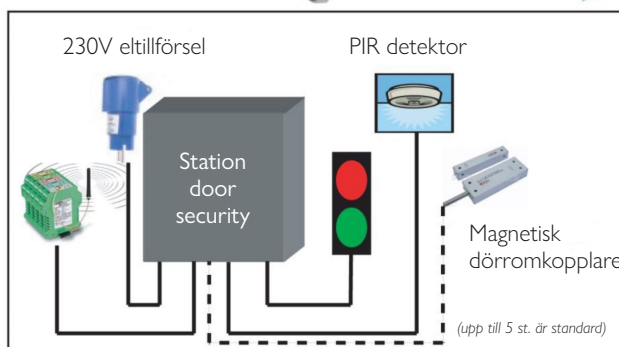 230V eltillförsel
PIR detektor
Station
door
security
Magnetisk
dörromkopplare
(upp till 5 st. är standard)